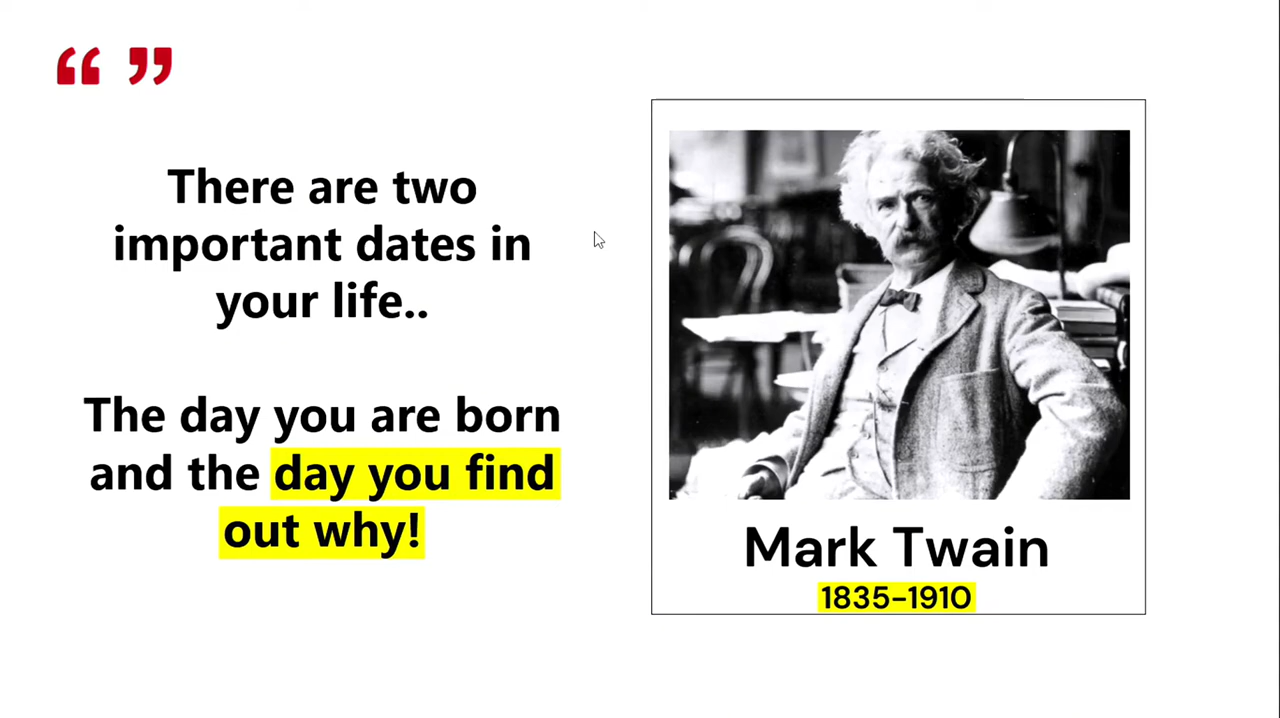 “ ”
There are two
important dates in
your life..
The day you are born
and the day you find
out why!
Mark Twain
1835-1910